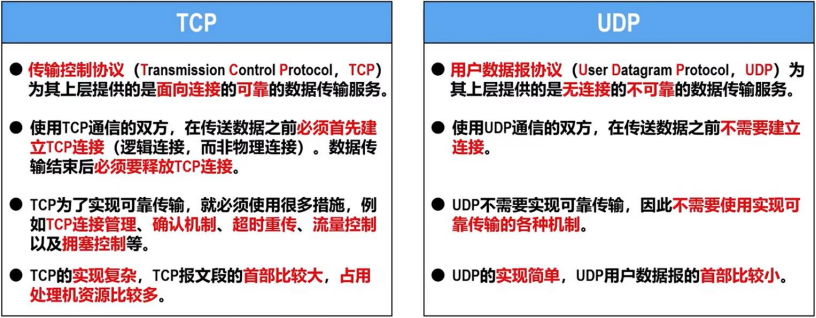 TCP
● 传输控制协议（Transmission Control Protocol，TCP）
为其上层提供的是面向连接的可靠的数据传输服务。
● 使用TCP通信的双方，在传送数据之前必须首先建
立TCP连接（逻辑连接，而非物理连接）。数据传
输结束后必须要释放TCP连接。
● TCP为了实现可靠传输，就必须使用很多措施，例
如TCP连接管理、确认机制、超时重传、流量控制
以及拥塞控制等。
● TCP的实现复杂，TCP报文段的首部比较大，占用
处理机资源比较多。
UDP
● 用户数据报协议（User Datagram Protocol，UDP）为
其上层提供的是无连接的不可靠的数据传输服务。
● 使用UDP通信的双方，在传送数据之前不需要建立
连接。
● UDP不需要实现可靠传输，因此不需要使用实现可
靠传输的各种机制。
● UDP的实现简单，UDP用户数据报的首部比较小。